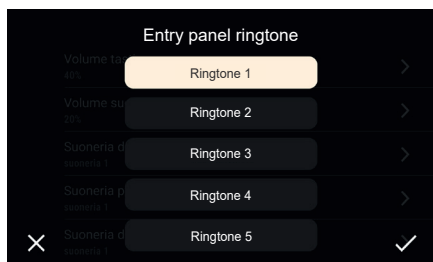 Entry panel ringtone
Volume tas
40%
Ringtone 1
Volume su
20%
Ringtone 2
Suoneria d
suoneria 1
Ringtone 3
Suoneria p
suoneria 1
Ringtone 4
Suoneria d
suoneria 1
Ringtone 5